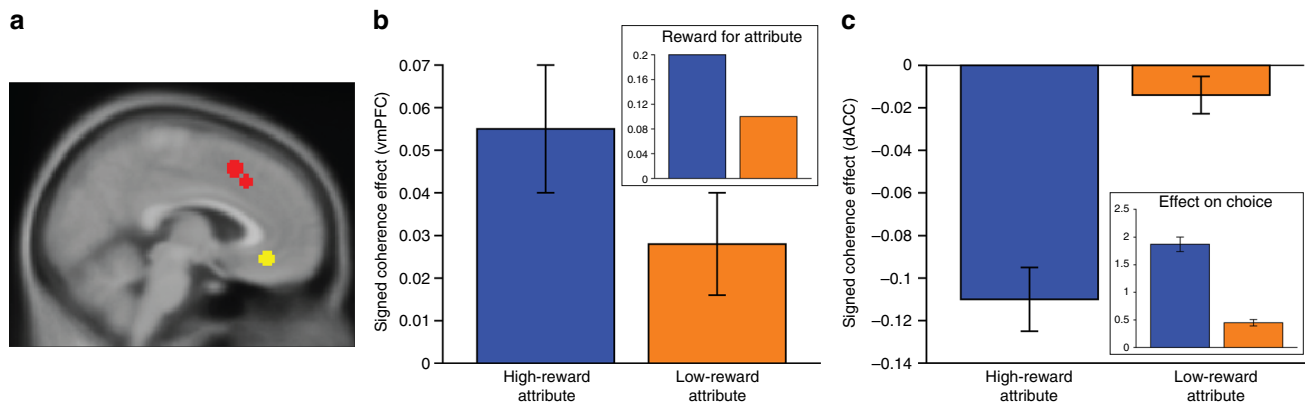 a
b
Signed coherence effect (vmPFC)
0.07
0.06
0.05
0.04
0.03
0.02
0.01
0
High-reward
attribute
Low-reward
attribute
Reward for attribute
0.2
0.16
0.12
0.08
0.04
0
c
Signed coherence effect (dACC)
0
−0.02
−0.04
−0.06
−0.08
−0.1
−0.12
−0.14
High-reward
attribute
Low-reward
attribute
Effect on choice
2.5
2
1.5
1
0.5
0